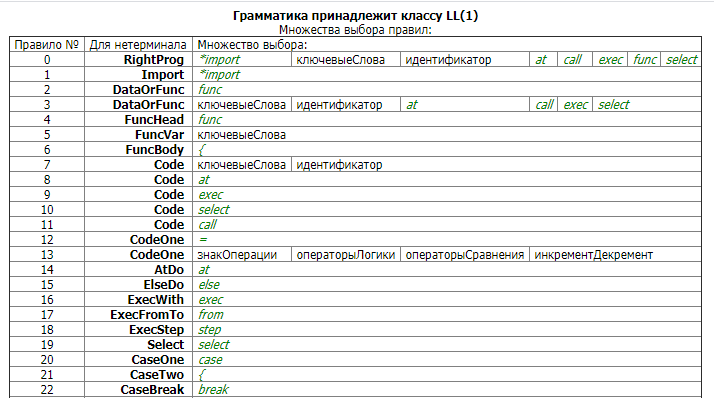 Грамматика принадлежит классу LL(1)
Множества выбора правил:
Правило № Для нетерминала Множество выбора:
0 RightProg *import ключевыеСлова идентификатор at call exec func select
1 Import *import
2 DataOrFunc func
3 DataOrFunc ключевыеСлова идентификатор at call exec select
4 FuncHead func
5 FuncVar ключевыеСлова
6 FuncBody {
7 Code ключевыеСлова идентификатор
8 Code at
9 Code exec
10 Code select
11 Code call
12 CodeOne =
13 CodeOne знакОперации операторыЛогики операторыСравнения инкрементДекремент
14 AtDo at
15 ElseDo else
16 ExecWith exec
17 ExecFromTo from
18 ExecStep step
19 Select select
20 CaseOne case
21 CaseTwo {
22 CaseBreak break